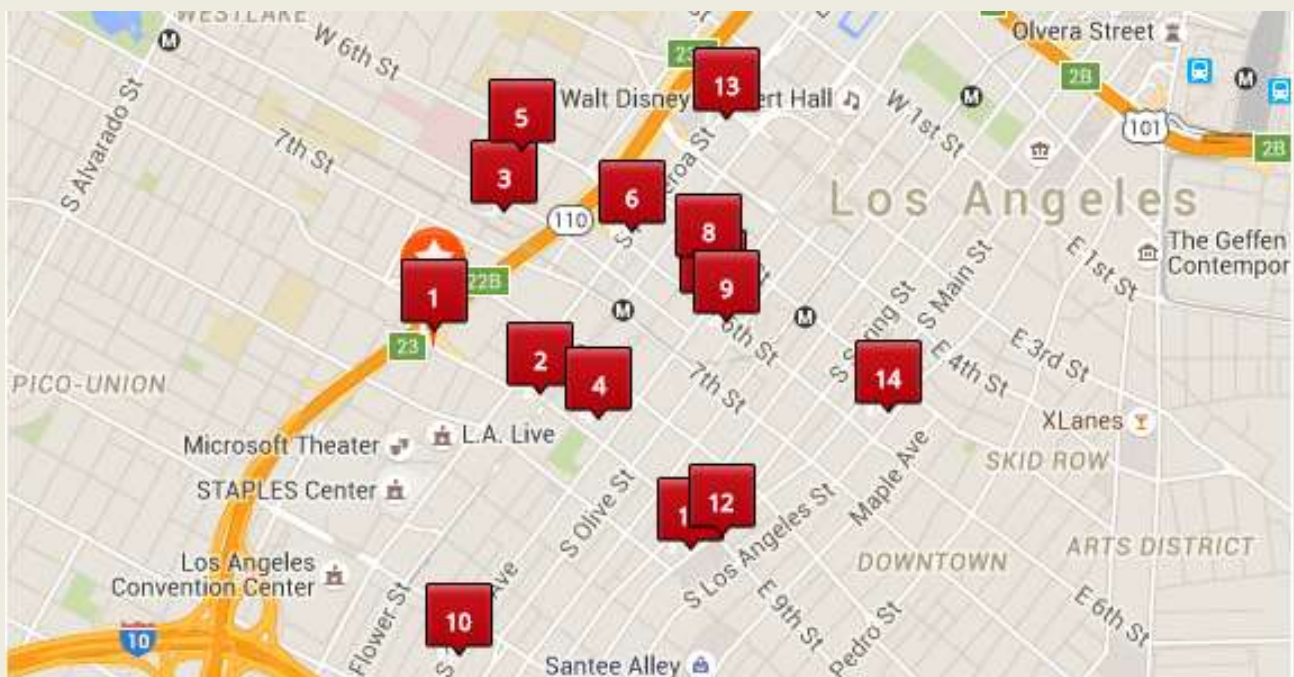 WESTLAKE
W 6th St
7th St
S Alvarado St
5
3
13
Walt Disney
ert Hall
Olvera Street
2B
101
2B
W 1st St
Los Angeles
E 1st St
The Geffen
Contempor
6
110
8
9
1
22B
23
2
4
6th St
7th St
S Main St
E 3rd St
E 4th St
14
XLanes
SKID ROW
PICO-UNION
Microsoft Theater
L.A. Live
STAPLES Center
S Olive St
12
Maple Ave
S Los Angeles St
DOWNTOWN
ARTS DISTRICT
Los Angeles
Convention Center
10
Flower St
Ave
10
E 9th St
Pedro St
E 6th St
Santee Alley